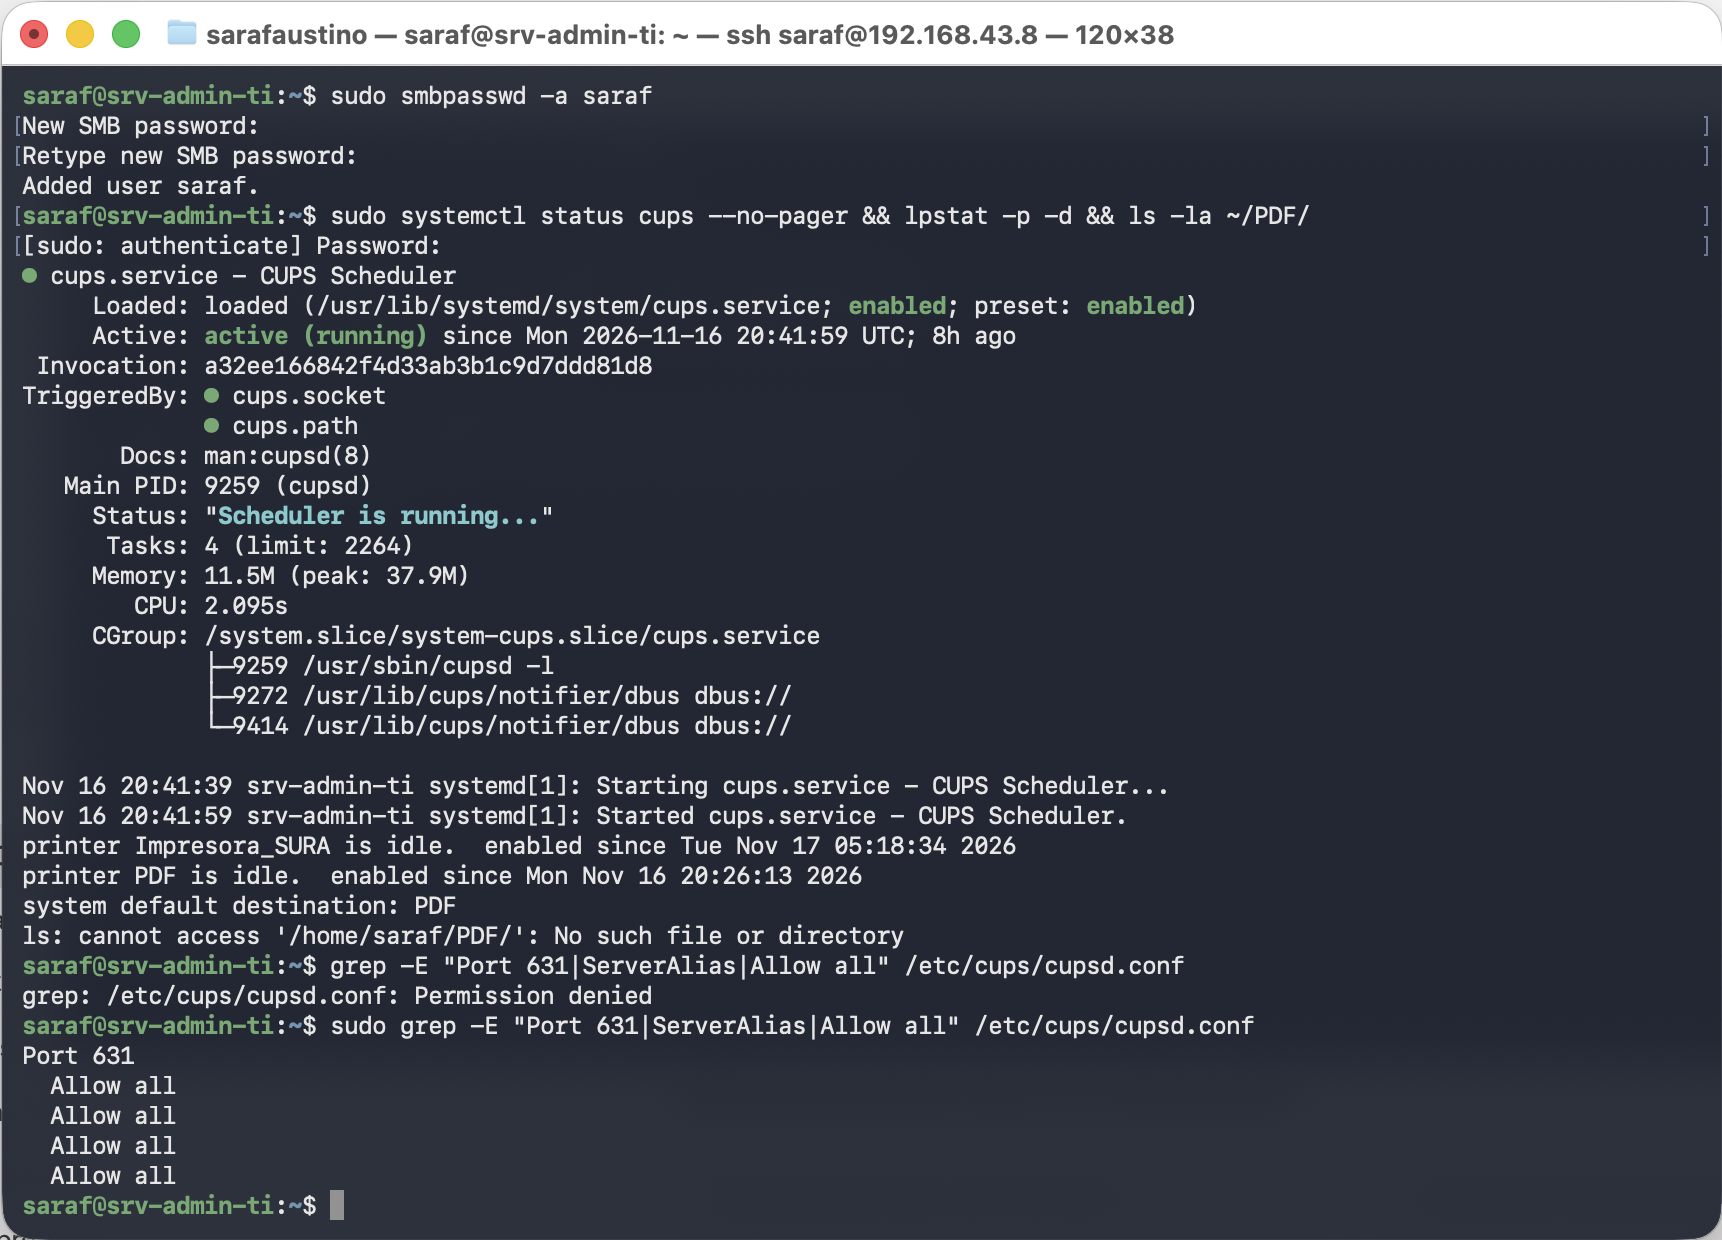 sarafaustino — saraf@srv-admin-ti: ~ — ssh saraf@192.168.43.8 — 120×38
saraf@srv-admin-ti:~$ sudo smbpasswd -a saraf
[New SMB password: ]
[Retype new SMB password: ]
Added user saraf.
[saraf@srv-admin-ti:~$ sudo systemctl status cups --no-pager && lpstat -p -d && ls -la ~/PDF/ ]
[[sudo: authenticate] Password: ]
● cups.service - CUPS Scheduler
Loaded: loaded (/usr/lib/systemd/system/cups.service; enabled; preset: enabled)
Active: active (running) since Mon 2026-11-16 20:41:59 UTC; 8h ago
Invocation: a32ee166842f4d33ab3b1c9d7ddd81d8
TriggeredBy: ● cups.socket
● cups.path
Docs: man:cupsd(8)
Main PID: 9259 (cupsd)
Status: "Scheduler is running..."
Tasks: 4 (limit: 2264)
Memory: 11.5M (peak: 37.9M)
CPU: 2.095s
CGroup: /system.slice/system-cups.slice/cups.service
├─9259 /usr/sbin/cupsd -l
├─9272 /usr/lib/cups/notifier/dbus dbus://
└─9414 /usr/lib/cups/notifier/dbus dbus://
Nov 16 20:41:39 srv-admin-ti systemd[1]: Starting cups.service - CUPS Scheduler...
Nov 16 20:41:59 srv-admin-ti systemd[1]: Started cups.service - CUPS Scheduler.
printer Impresora_SURA is idle.  enabled since Tue Nov 17 05:18:34 2026
printer PDF is idle.  enabled since Mon Nov 16 20:26:13 2026
system default destination: PDF
ls: cannot access '/home/saraf/PDF/': No such file or directory
saraf@srv-admin-ti:~$ grep -E "Port 631|ServerAlias|Allow all" /etc/cups/cupsd.conf
grep: /etc/cups/cupsd.conf: Permission denied
saraf@srv-admin-ti:~$ sudo grep -E "Port 631|ServerAlias|Allow all" /etc/cups/cupsd.conf
Port 631
Allow all
Allow all
Allow all
Allow all
saraf@srv-admin-ti:~$